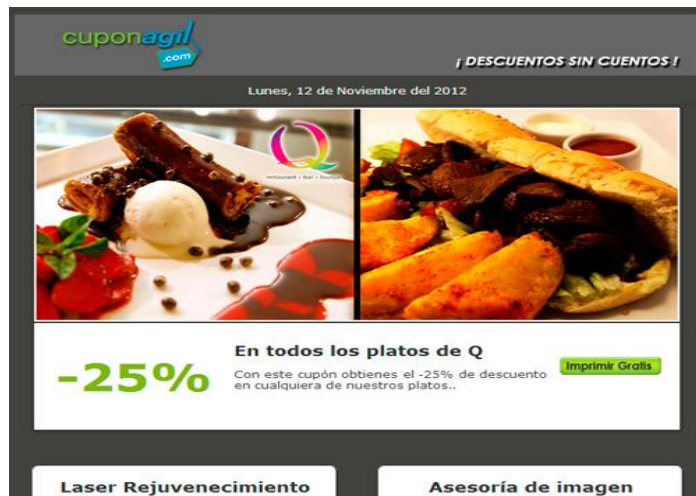 cuponagil
.com
¡ DESCUENTOS SIN CUENTOS !
Lunes, 12 de Noviembre del 2012
Q
restaurant • bar • lounge
En todos los platos de Q
-25%
Con este cupón obtienes el -25% de descuento
en cualquiera de nuestros platos..
Imprimir Gratis
Laser Rejuvenecimiento
Asesoría de imagen